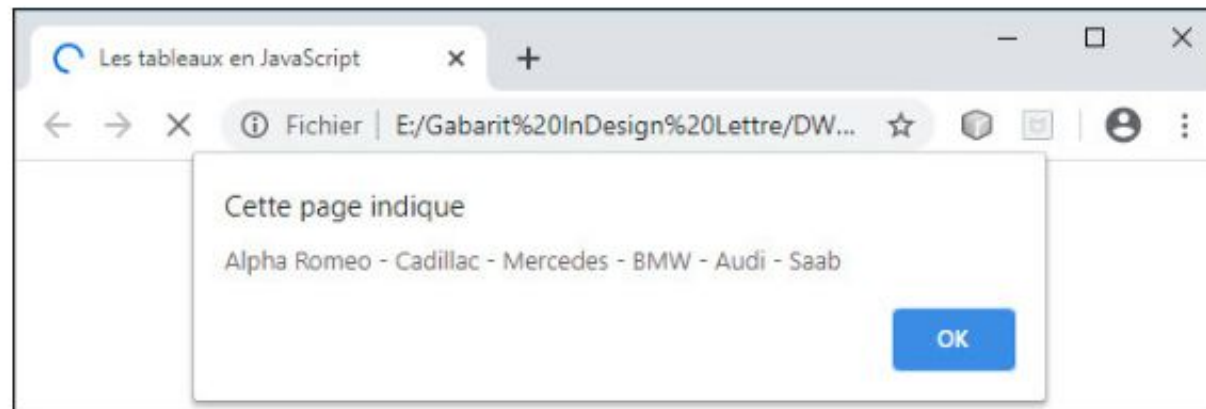 Les tableaux en JavaScript
Fichier | E:/Gabarit%20InDesign%20Lettre/DW...
Cette page indique
Alpha Romeo - Cadillac - Mercedes - BMW - Audi - Saab
OK